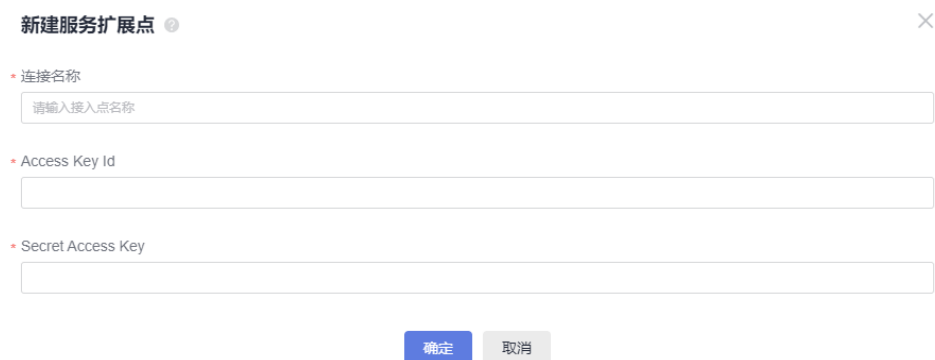 新建服务扩展点 ?
* 连接名称
请输入接入点名称
* Access Key Id
* Secret Access Key
确定 取消